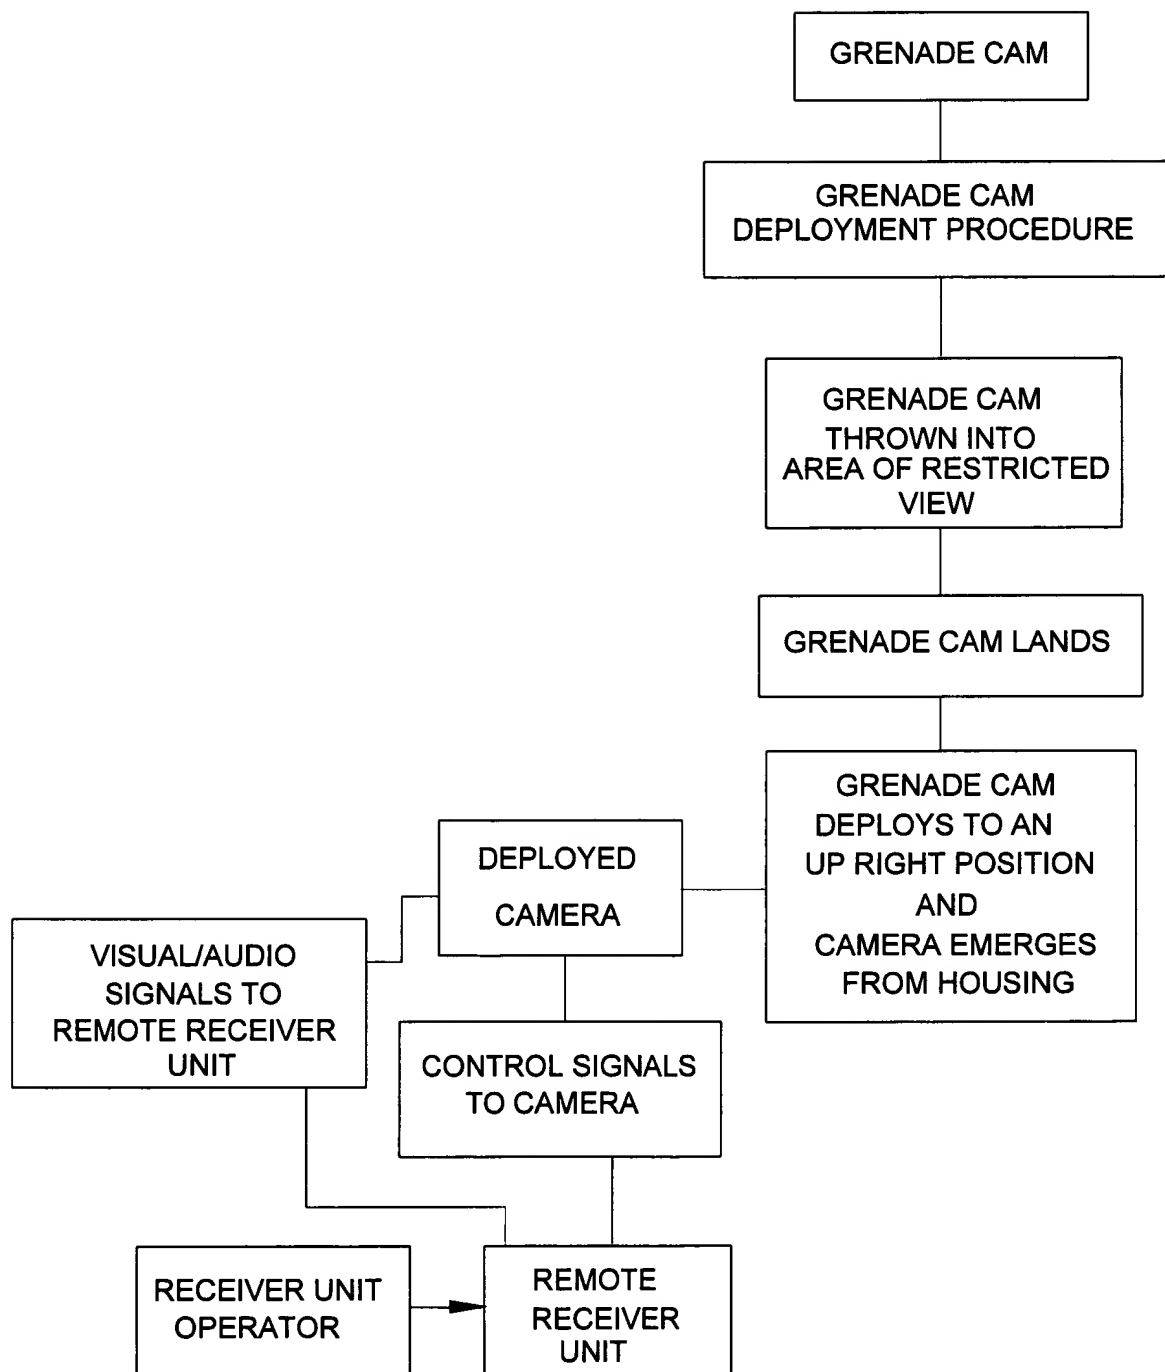 GRENADE CAM
GRENADE CAM
DEPLOYMENT PROCEDURE
GRENADE CAM
THROWN INTO
AREA OF RESTRICTED
VIEW
GRENADE CAM LANDS
GRENADE CAM
DEPLOYS TO AN
UP RIGHT POSITION
AND
CAMERA EMERGES
FROM HOUSING
DEPLOYED
CAMERA
VISUAL/AUDIO
SIGNALS TO
REMOTE RECEIVER
UNIT
CONTROL SIGNALS
TO CAMERA
RECEIVER UNIT
OPERATOR
REMOTE
RECEIVER
UNIT